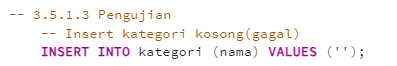 -- 3.5.1.3 Pengujian
-- Insert kategori kosong(gagal)
INSERT INTO kategori (nama) VALUES ('');